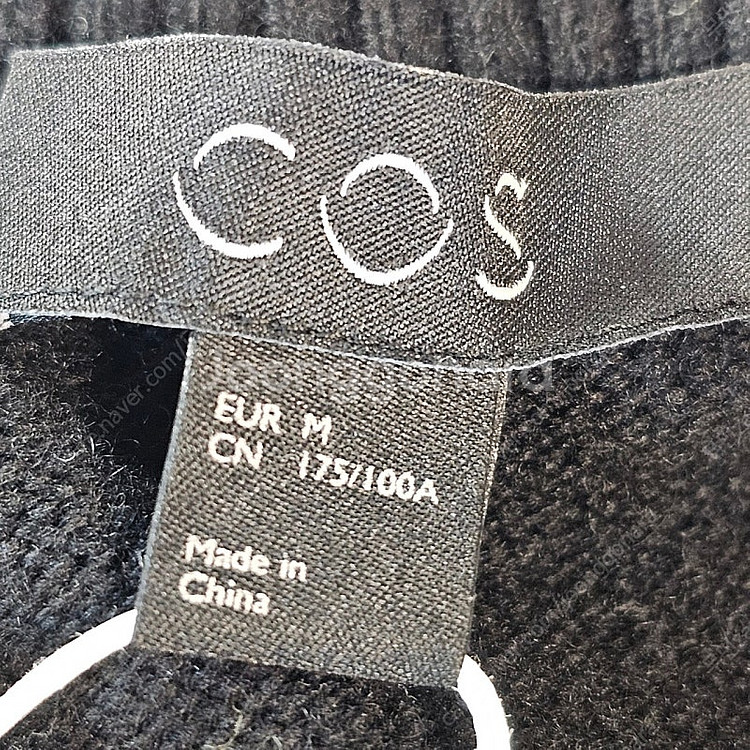 COS
EUR M
CN 175/100A
Made in
China